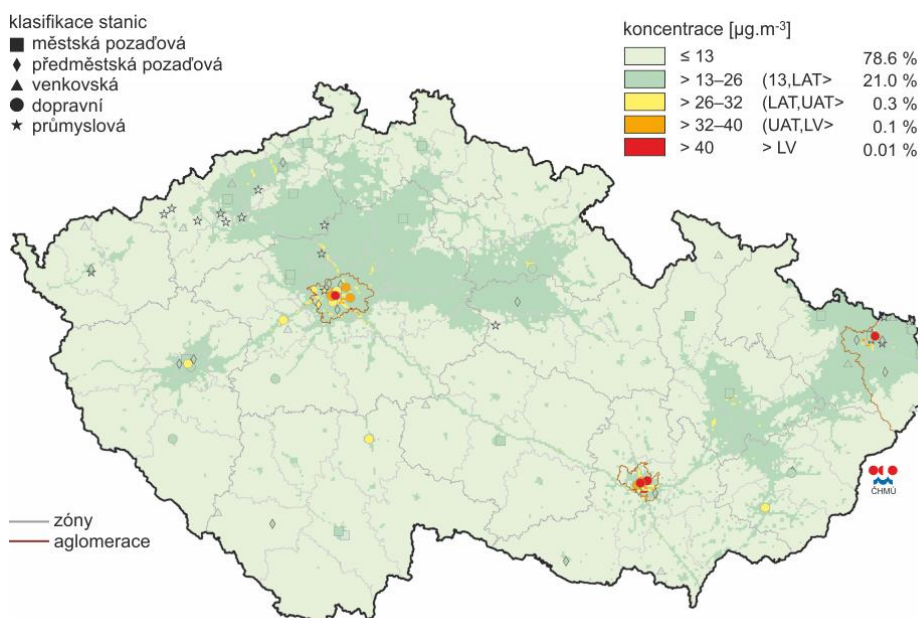 klasifikace stanic
městská pozaďová
předměstská pozaďová
venkovská
dopravní
průmyslová
koncentrace [µg.m⁻³]
≤ 13 78.6 %
> 13–26 (13,LAT> 21.0 %
> 26–32 (LAT,UAT> 0.3 %
> 32–40 (UAT,LV> 0.1 %
> 40 > LV 0.01 %
zóny
aglomerace
ČHMÚ